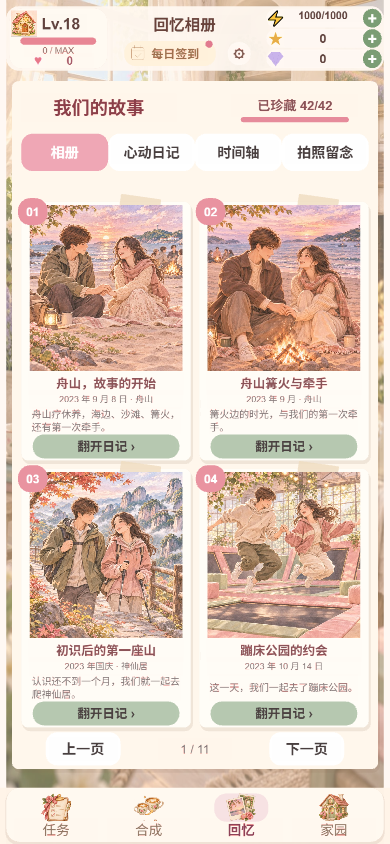 Lv.18
回忆相册
1000/1000
0 / MAX
0
每日签到
0
0
我们的故事
已珍藏 42/42
相册
心动日记
时间轴
拍照留念
01
02
舟山，故事的开始
2023 年 9 月 8 日 · 舟山
舟山疗休养，海边、沙滩、篝火，
还有第一次牵手。
翻开日记 ›
舟山篝火与牵手
2023 年 9 月 · 舟山
篝火边的时光，与我们的第一次牵
手。
翻开日记 ›
03
04
初识后的第一座山
2023 年国庆 · 神仙居
认识还不到一个月，我们就一起去
爬神仙居。
翻开日记 ›
蹦床公园的约会
2023 年 10 月 14 日
这一天，我们一起去了蹦床公园。
翻开日记 ›
上一页
1 / 11
下一页
任务
合成
回忆
家园